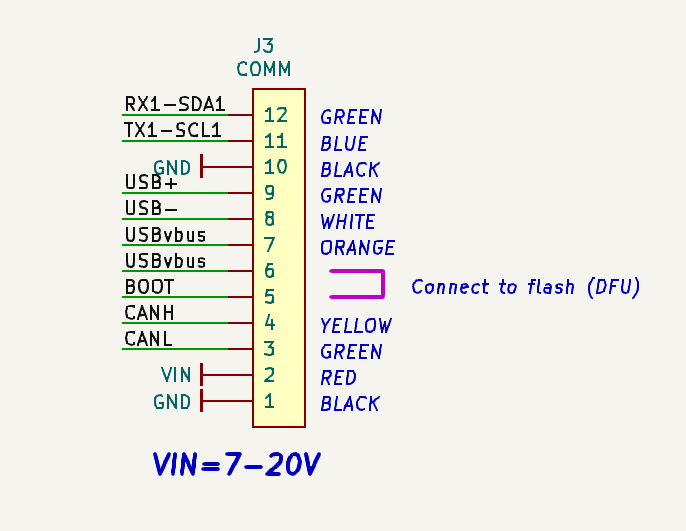 J3
COMM
RX1-SDA1 12 GREEN
TX1-SCL1 11 BLUE
GND 10 BLACK
USB+ 9 GREEN
USB- 8 WHITE
USBvbus 7 ORANGE
USBvbus 6
BOOT 5
Connect to flash (DFU)
CANH 4 YELLOW
CANL 3 GREEN
VIN 2 RED
GND 1 BLACK
VIN=7-20V